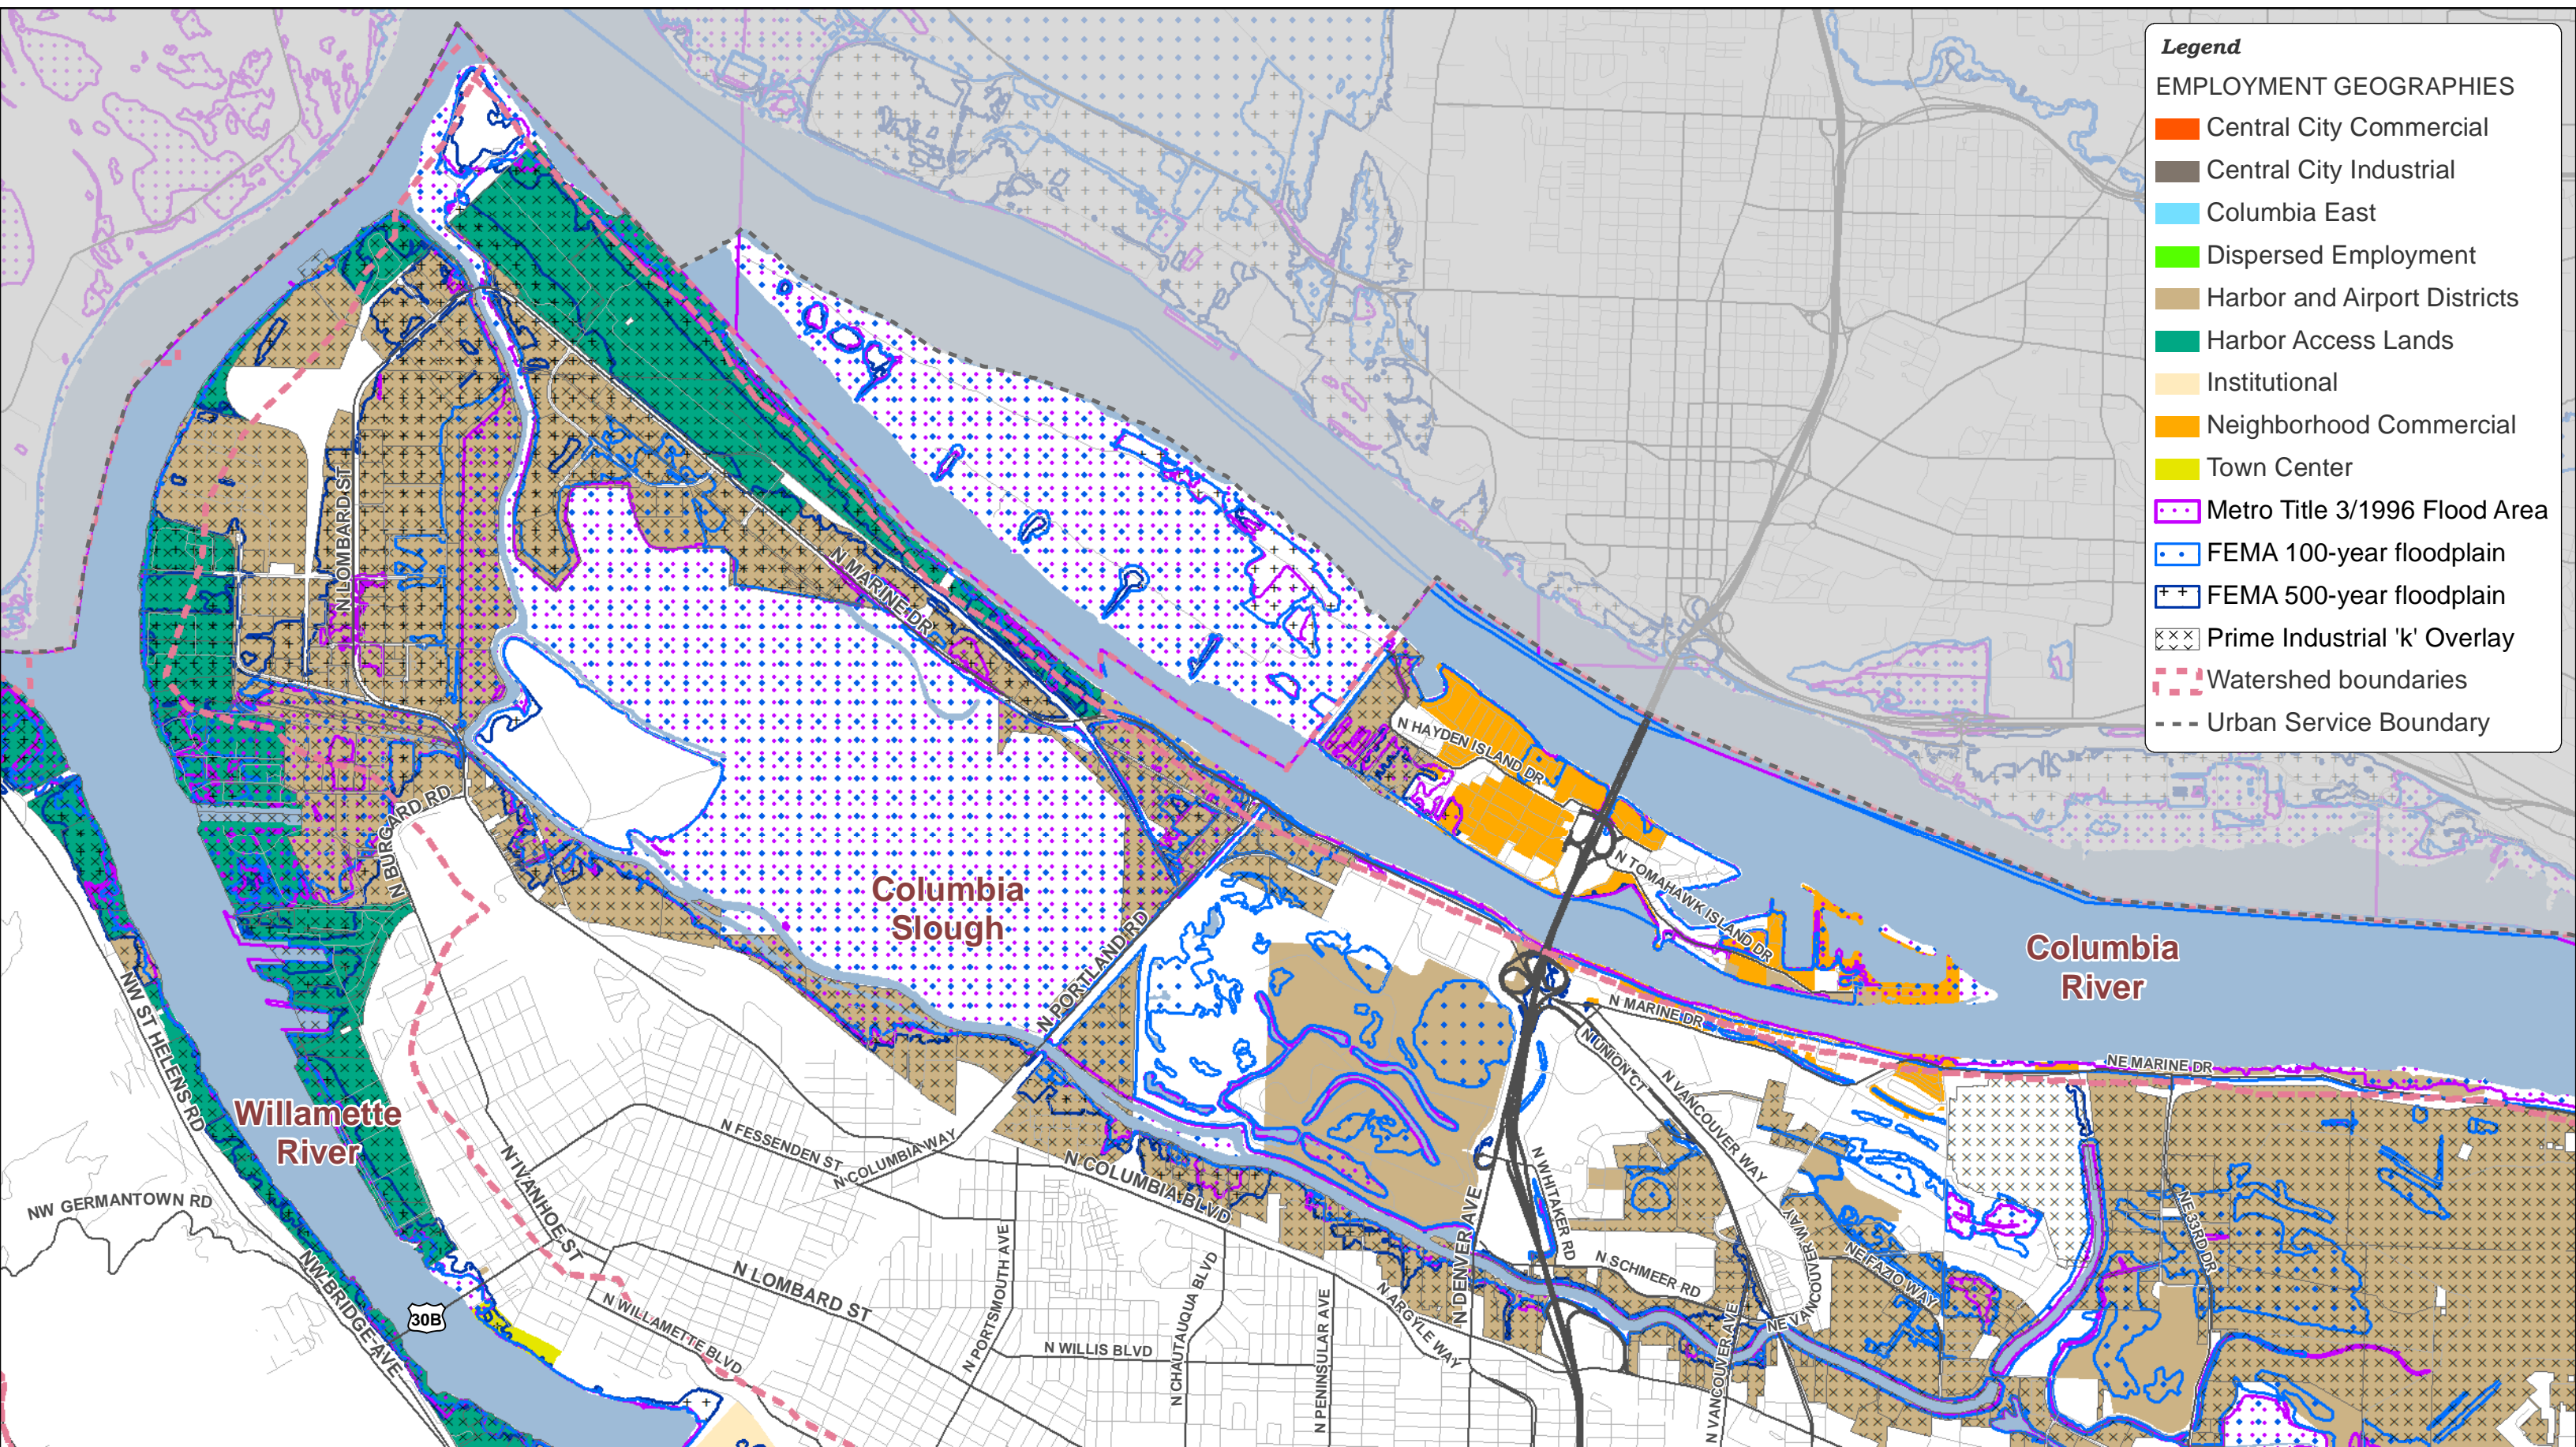 Legend
EMPLOYMENT GEOGRAPHIES
Central City Commercial
Central City Industrial
Columbia East
Dispersed Employment
Harbor and Airport Districts
Harbor Access Lands
Institutional
Neighborhood Commercial
Town Center
Metro Title 3/1996 Flood Area
FEMA 100-year floodplain
FEMA 500-year floodplain
Prime Industrial 'k' Overlay
Watershed boundaries
Urban Service Boundary
N LOMBARD ST
N MARINE DR
N HAYDEN ISLAND DR
N BURGARD RD
N TOMAHAWK ISLAND DR
Columbia
Slough
Columbia
River
N PORTLAND RD
NW ST HELENS RD
N MARINE DR
N UNION CT
NE MARINE DR
N VANCOUVER WAY
Willamette
River
N FESSENDEN ST
N COLUMBIA WAY
N IVANHOE ST
N COLUMBIA BLVD
N WHITAKER RD
NE 33RD DR
NW GERMANTOWN RD
N DENVER AVE
N SCHMEER RD
NE FAZIO WAY
NE VANCOUVER WAY
NW BRIDGE AVE
N LOMBARD ST
N PORTSMOUTH AVE
N CHAUTAUQUA BLVD
N ARGYLE WAY
30B
N WILLAMETTE BLVD
N WILLIS BLVD
N PENINSULAR AVE
N VANCOUVER AVE